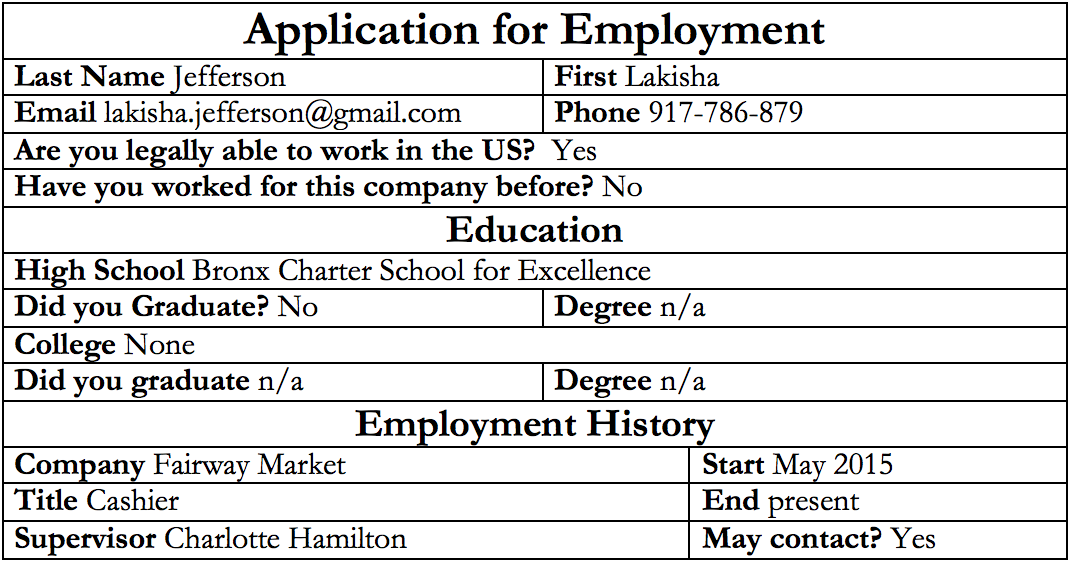 Application for Employment
Last Name Jefferson First Lakisha
Email lakisha.jefferson@gmail.com Phone 917-786-879
Are you legally able to work in the US? Yes
Have you worked for this company before? No
Education
High School Bronx Charter School for Excellence
Did you Graduate? No Degree n/a
College None
Did you graduate n/a Degree n/a
Employment History
Company Fairway Market Start May 2015
Title Cashier End present
Supervisor Charlotte Hamilton May contact? Yes